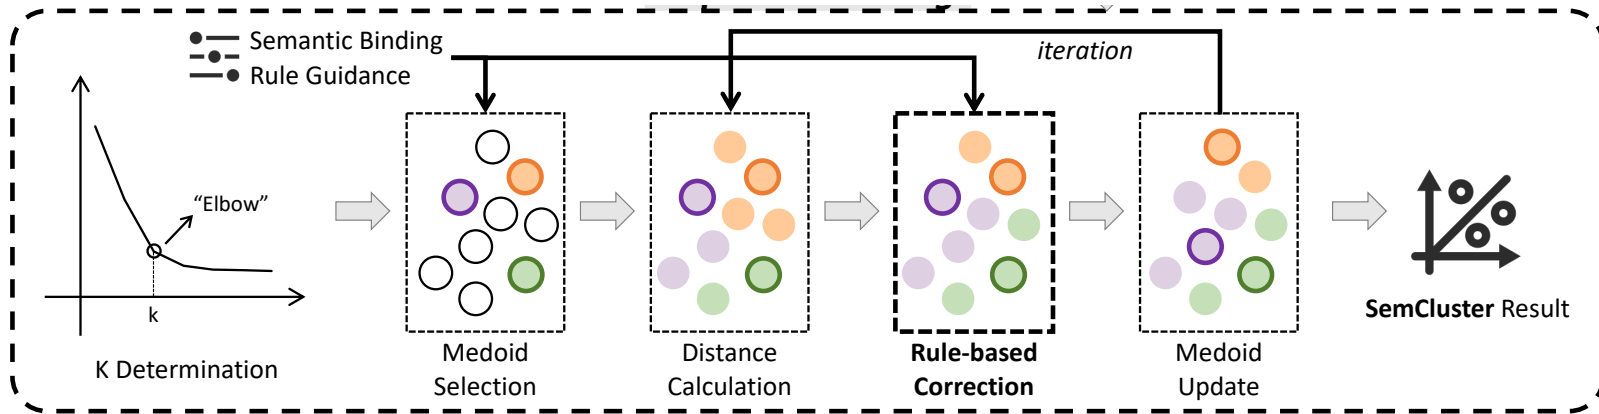 Semantic Binding
Rule Guidance
iteration
“Elbow”
k
K Determination
Medoid
Selection
Distance
Calculation
Rule-based
Correction
Medoid
Update
SemCluster Result